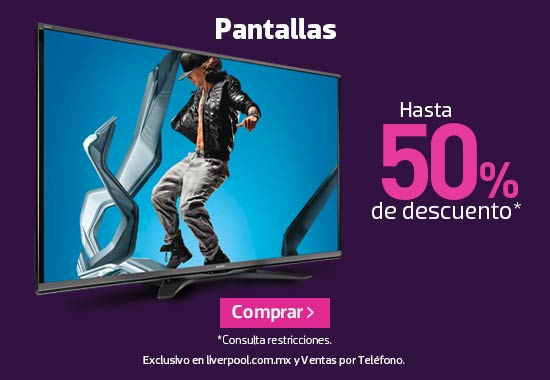 Pantallas
Hasta
50%
de descuento*
Comprar >
*Consulta restricciones.
Exclusivo en liverpool.com.mx y Ventas por Teléfono.